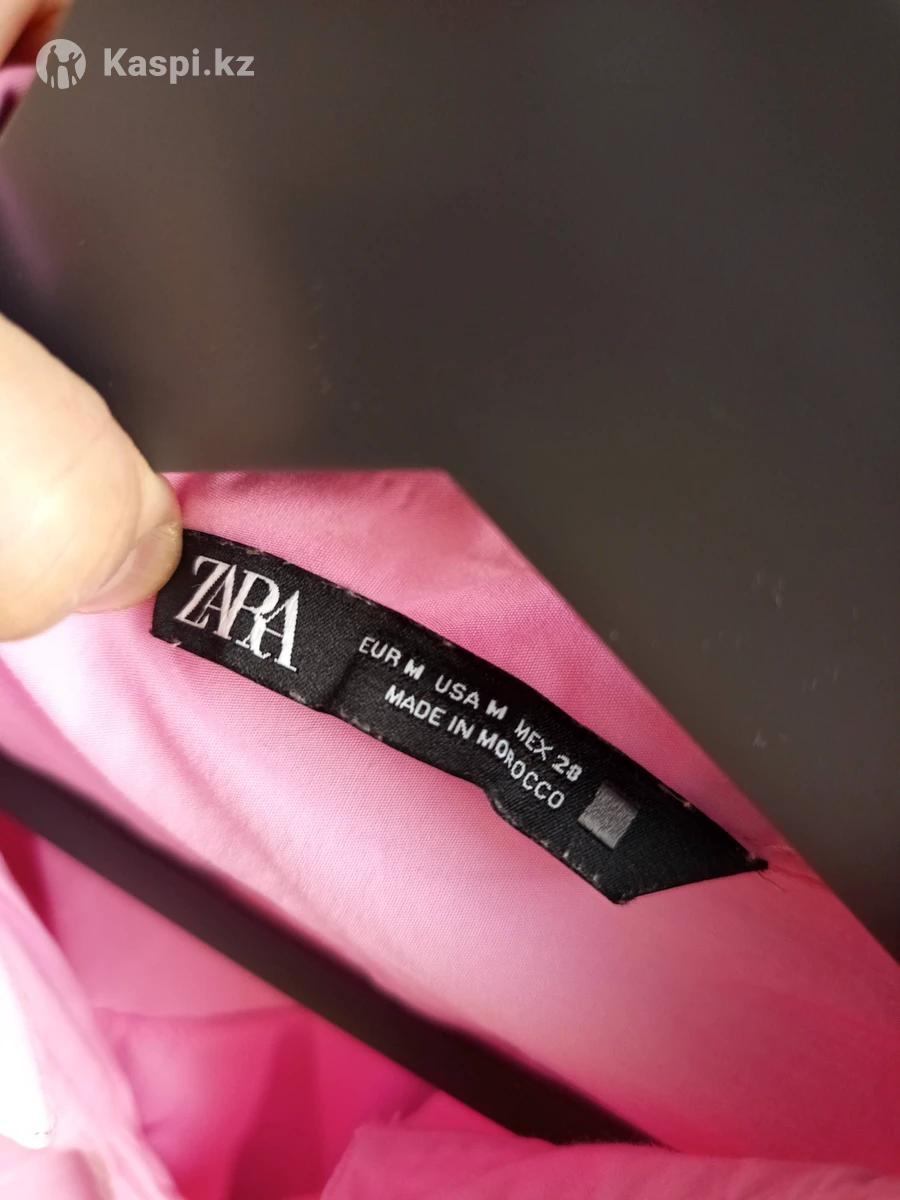 Kaspi.kz
ZARA
EUR M USA M MEX 28
MADE IN MOROCCO